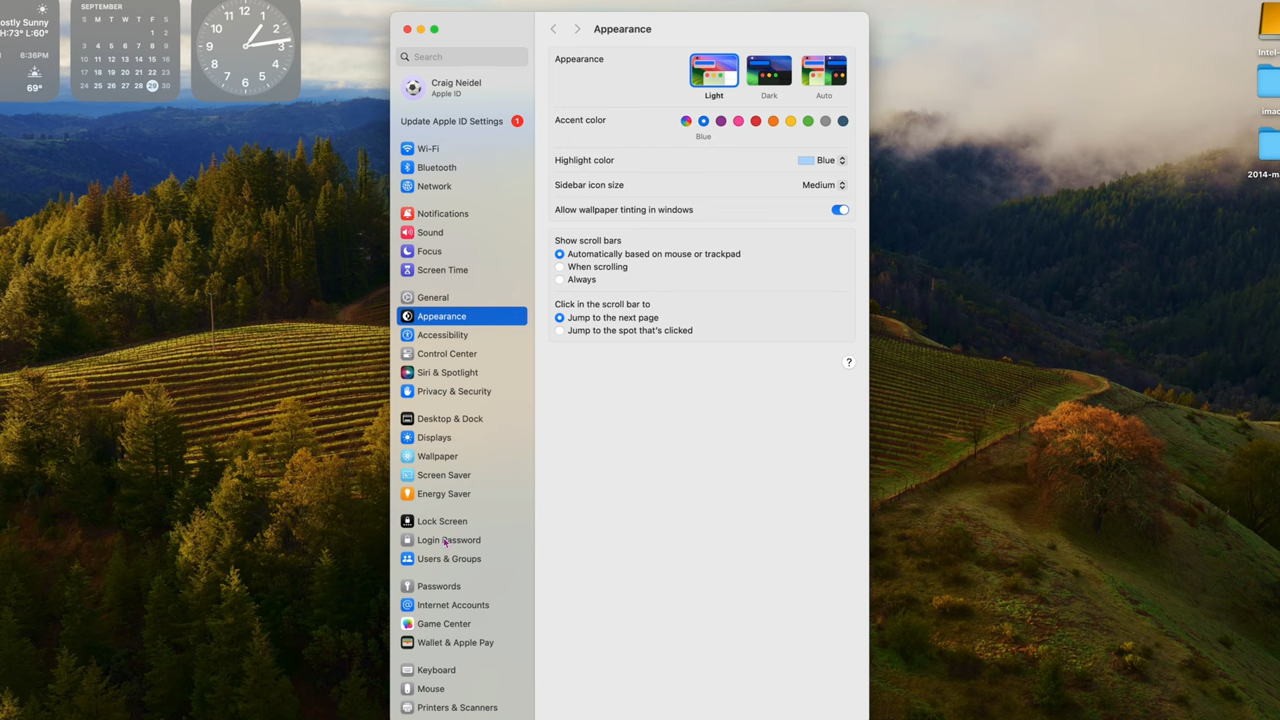 ostly Sunny
H:73° L:60°
6:36PM
69°
SEPTEMBER
S M T W T F S
1 2
3 4 5 6 7 8 9
10 11 12 13 14 15 16
17 18 19 20 21 22 23
24 25 26 27 28 29 30
12 1 2 3 4 5 6 7 8 9 10 11
Search
Craig Neidel
Apple ID
Update Apple ID Settings 1
Wi-Fi
Bluetooth
Network
Notifications
Sound
Focus
Screen Time
General
Appearance
Accessibility
Control Center
Siri & Spotlight
Privacy & Security
Desktop & Dock
Displays
Wallpaper
Screen Saver
Energy Saver
Lock Screen
Login Password
Users & Groups
Passwords
Internet Accounts
Game Center
Wallet & Apple Pay
Keyboard
Mouse
Printers & Scanners
Appearance
Appearance
Light Dark Auto
Accent color
Blue
Highlight color Blue
Sidebar icon size Medium
Allow wallpaper tinting in windows
Show scroll bars
Automatically based on mouse or trackpad
When scrolling
Always
Click in the scroll bar to
Jump to the next page
Jump to the spot that's clicked
?
Intel-
imac
2014-m